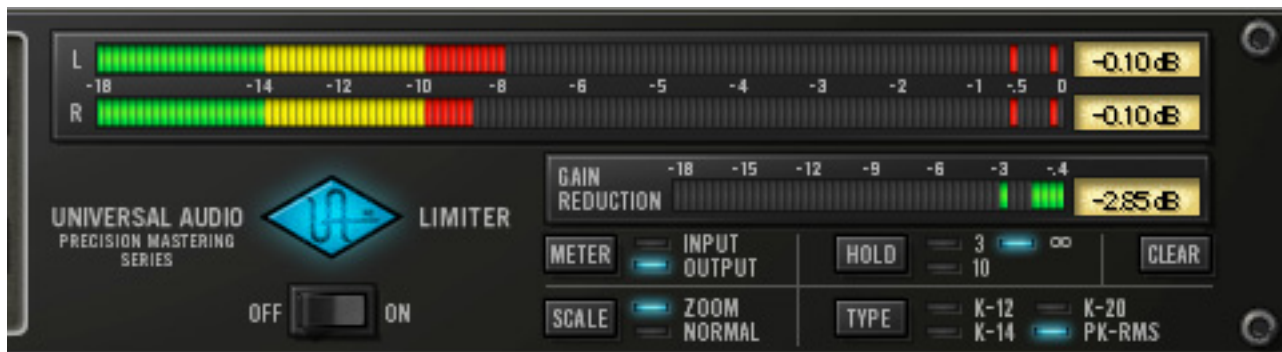 L -0.10 dB
-18 -14 -12 -10 -8 -6 -5 -4 -3 -2 -1 -.5 0
R -0.10 dB
GAIN REDUCTION
-18 -15 -12 -9 -6 -3 -.4
-2.85 dB
UNIVERSAL AUDIO
PRECISION MASTERING
SERIES
LIMITER
OFF ON
METER INPUT
OUTPUT
HOLD 3 ∞
10
CLEAR
SCALE ZOOM
NORMAL
TYPE K-12 K-20
K-14 PK-RMS